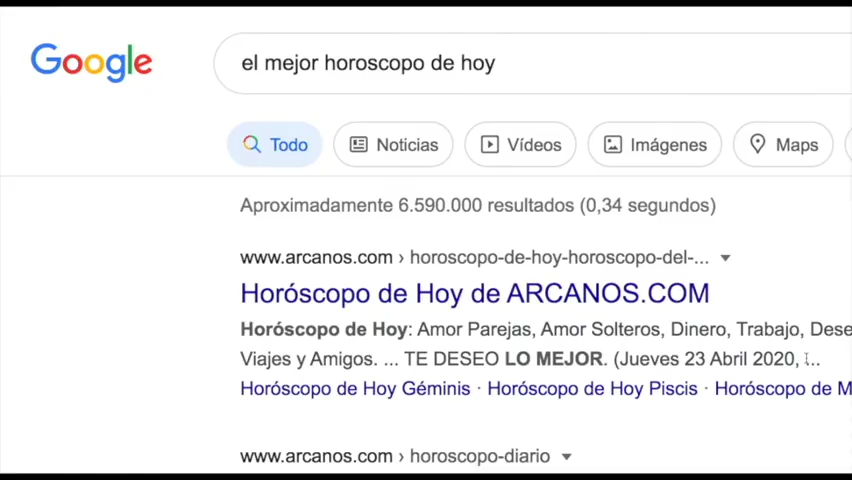 Google
el mejor horoscopo de hoy
Todo Noticias Vídeos Imágenes Maps
Aproximadamente 6.590.000 resultados (0,34 segundos)
www.arcanos.com › horoscopo-de-hoy-horoscopo-del-...
Horóscopo de Hoy de ARCANOS.COM
Horóscopo de Hoy: Amor Parejas, Amor Solteros, Dinero, Trabajo, Dese
Viajes y Amigos. ... TE DESEO LO MEJOR. (Jueves 23 Abril 2020, ...
Horóscopo de Hoy Géminis · Horóscopo de Hoy Piscis · Horóscopo de M
www.arcanos.com › horoscopo-diario